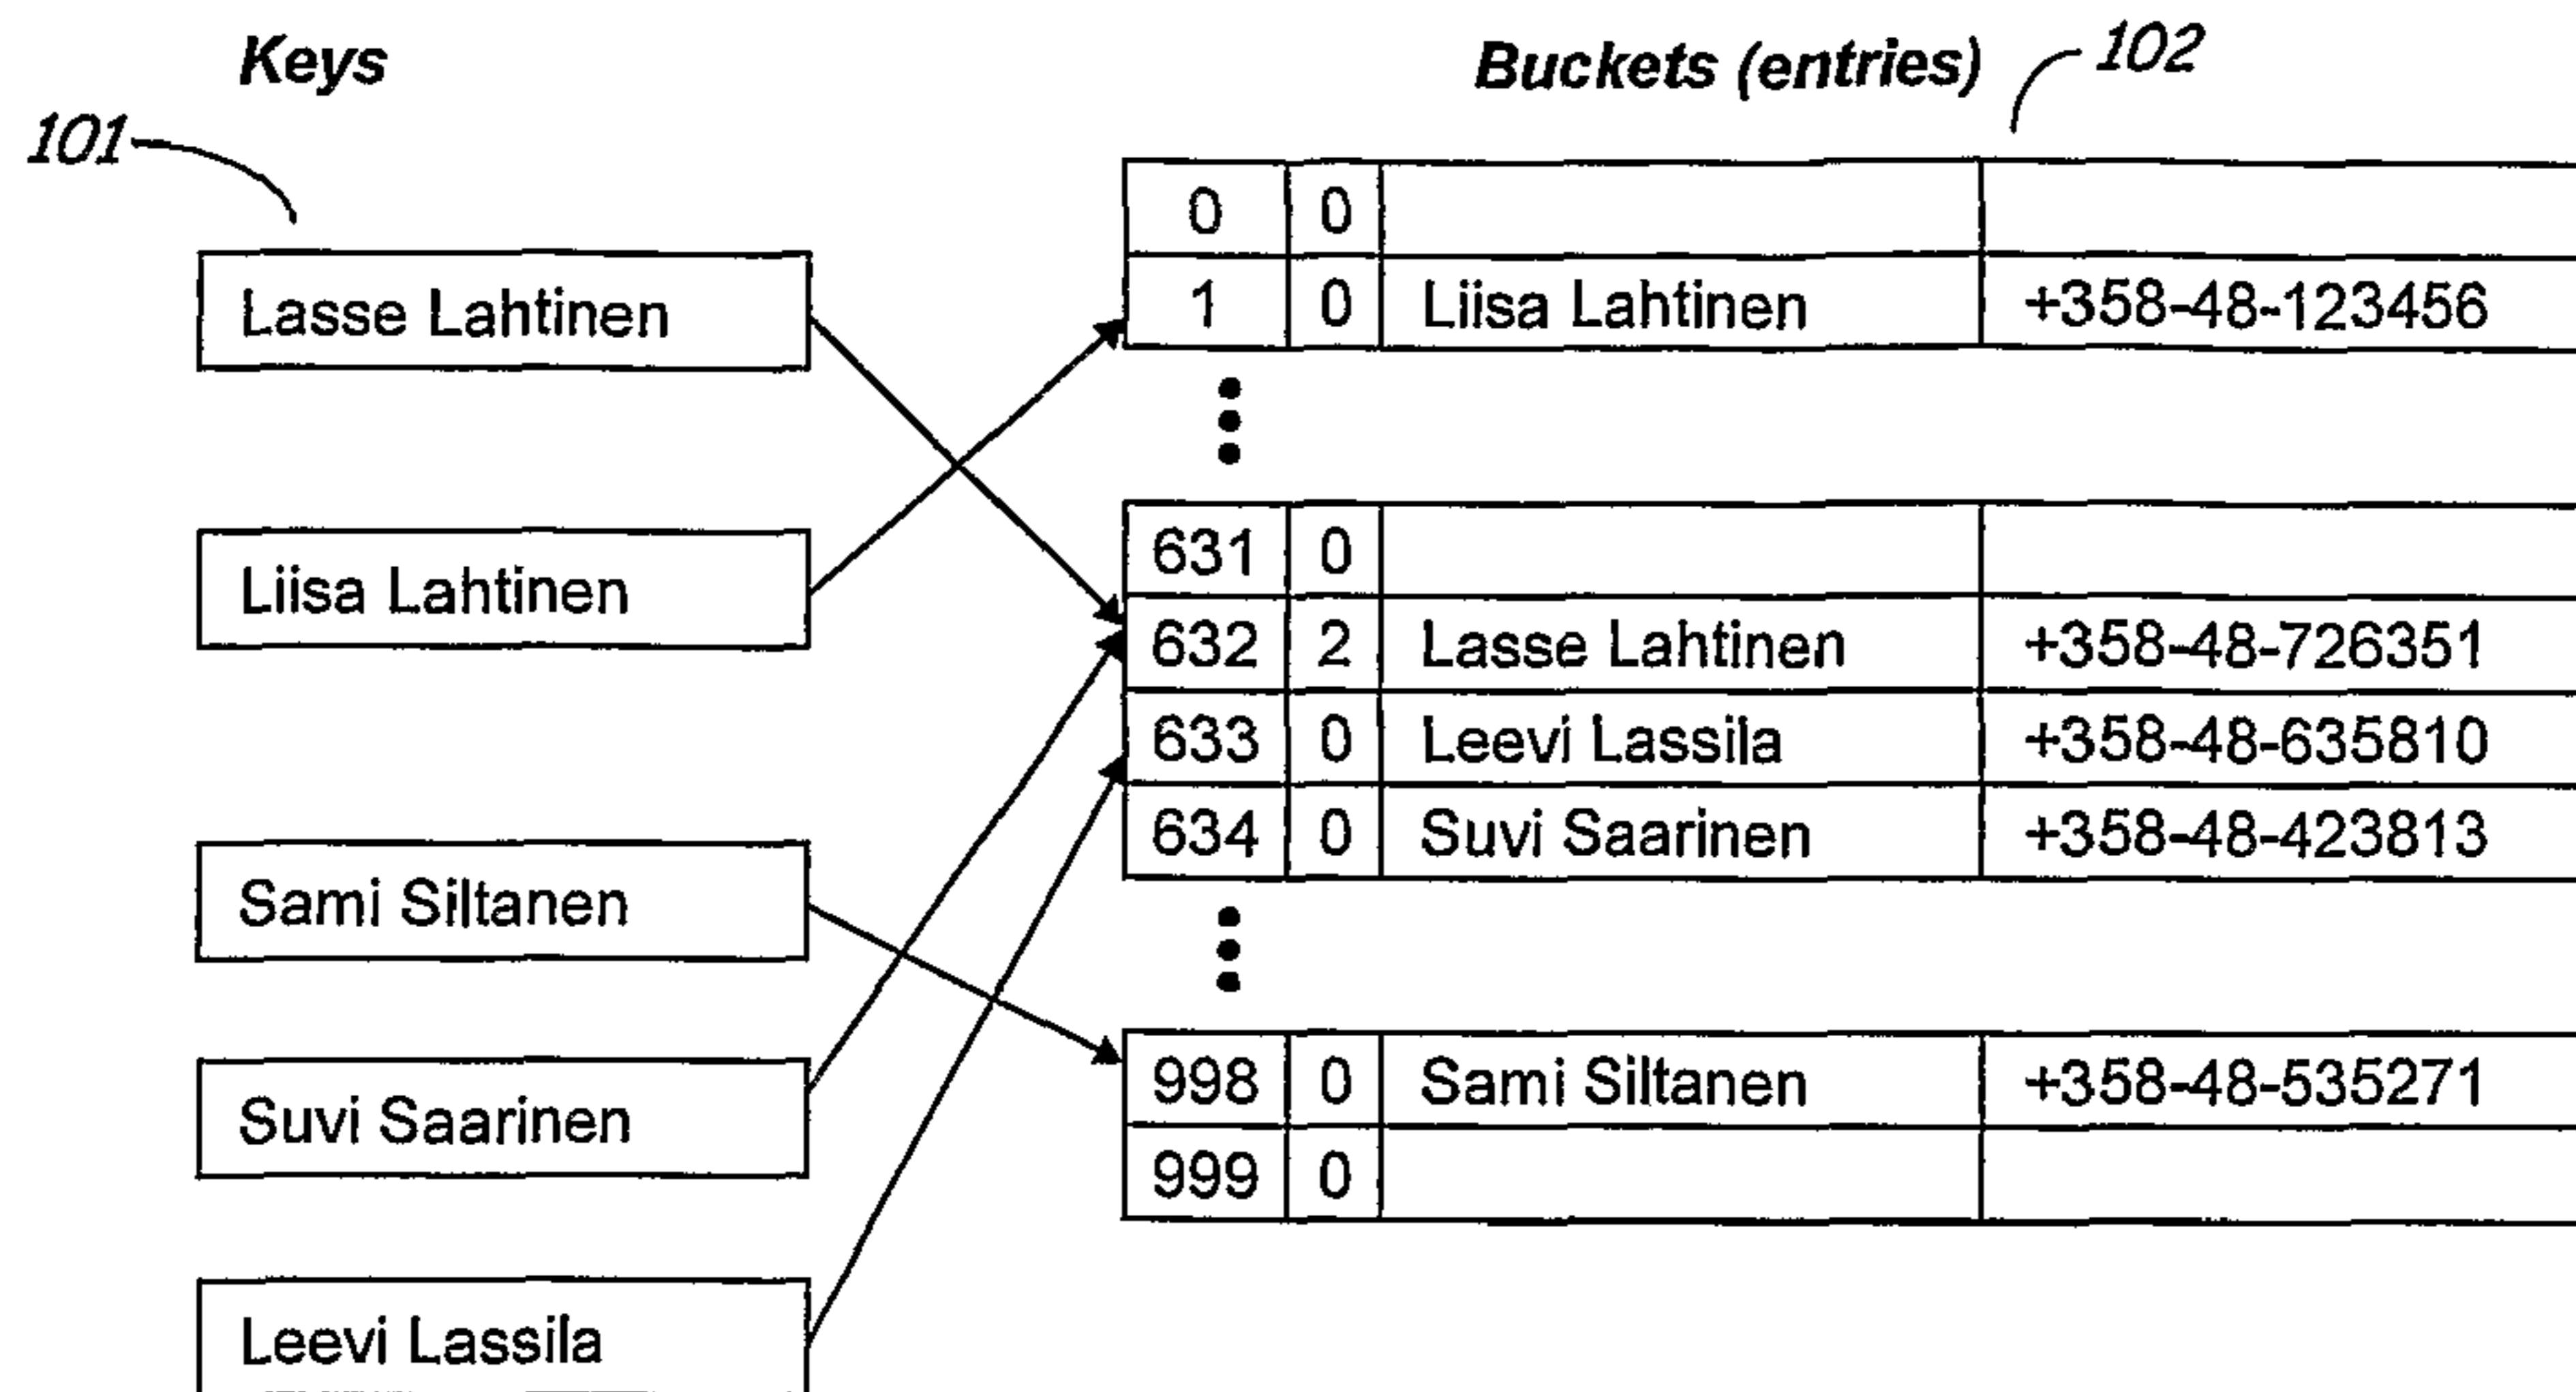 Keys
Buckets (entries)
102
101
0 0
1 0 Liisa Lahtinen +358-48-123456
Lasse Lahtinen
631 0
Liisa Lahtinen
632 2 Lasse Lahtinen +358-48-726351
633 0 Leevi Lassila +358-48-635810
634 0 Suvi Saarinen +358-48-423813
Sami Siltanen
998 0 Sami Siltanen +358-48-535271
Suvi Saarinen
999 0
Leevi Lassila